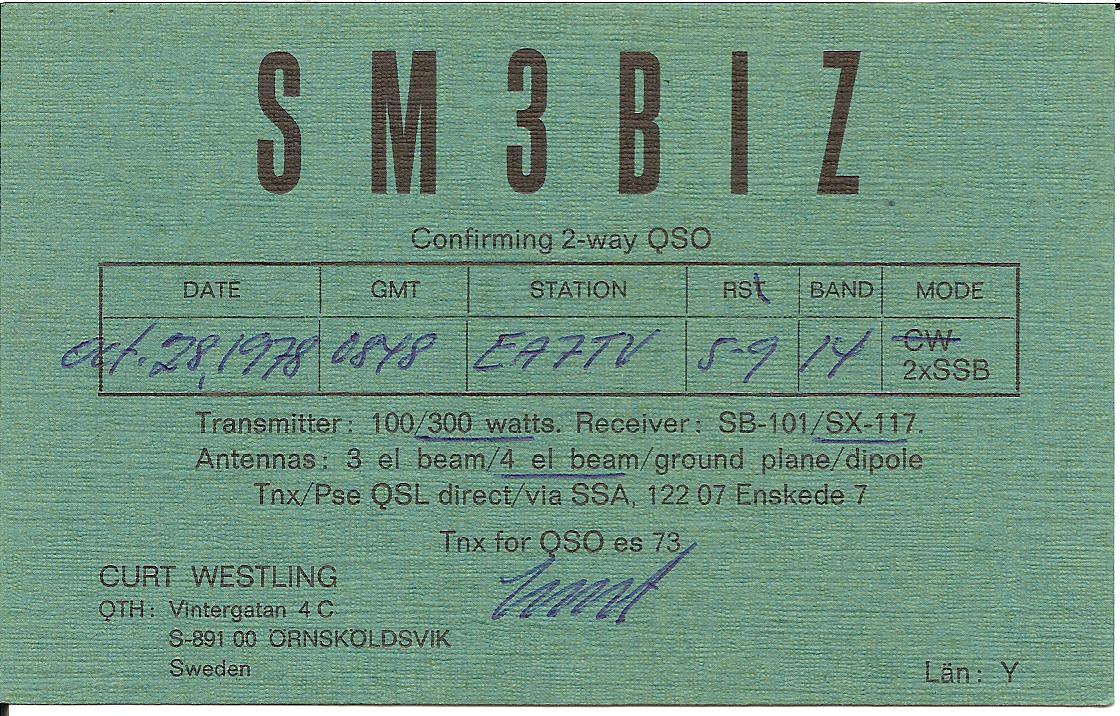 SM3BIZ
Confirming 2-way QSO
DATE GMT STATION RST BAND MODE
Oct. 28, 1978 0848 EA7TV 5-9 14 CW
2xSSB
Transmitter: 100/300 watts. Receiver: SB-101/SX-117.
Antennas: 3 el beam/4 el beam/ground plane/dipole
Tnx/Pse QSL direct/via SSA, 122 07 Enskede 7
Tnx for QSO es 73
CURT WESTLING
QTH: Vintergatan 4 C
S-891 00 ÖRNSKÖLDSVIK
Sweden
Län: Y